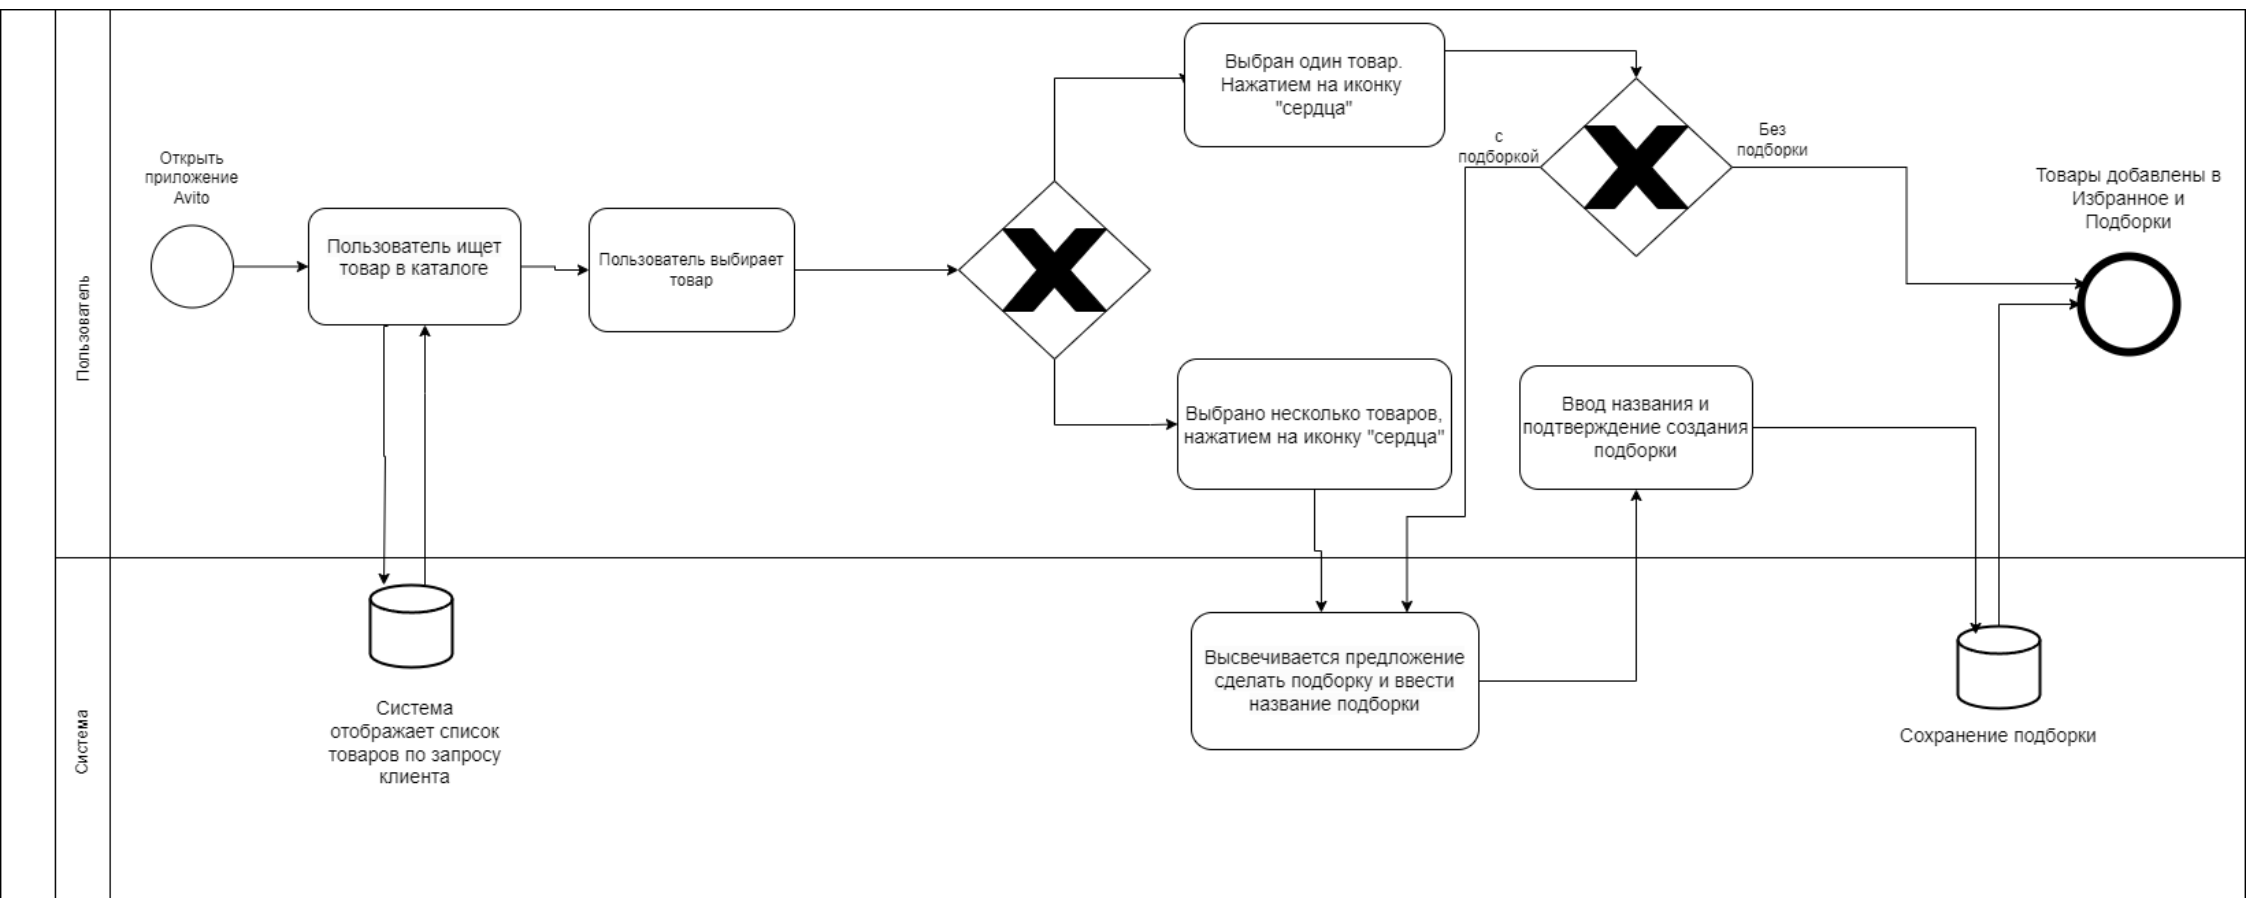 Пользователь
Система
Открыть
приложение
Avito
Пользователь ищет
товар в каталоге
Пользователь выбирает
товар
Выбран один товар.
Нажатием на иконку
"сердца"
с
подборкой
Без
подборки
Товары добавлены в
Избранное и
Подборки
Выбрано несколько товаров,
нажатием на иконку "сердца"
Ввод названия и
подтверждение создания
подборки
Система
отображает список
товаров по запросу
клиента
Высвечивается предложение
сделать подборку и ввести
название подборки
Сохранение подборки